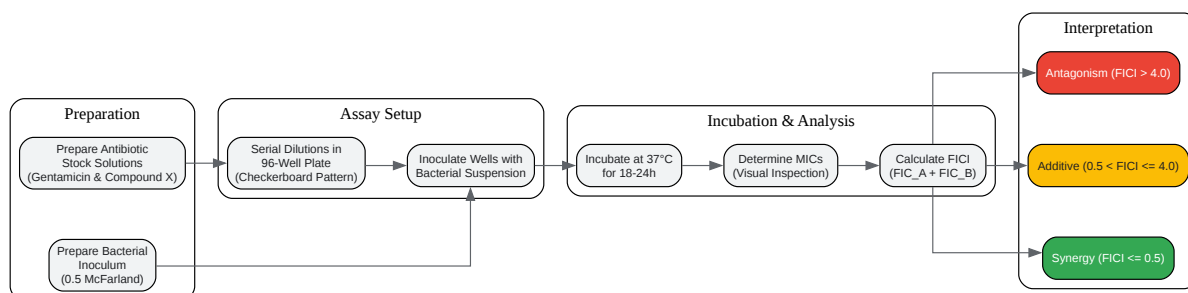 Preparation
Prepare Antibiotic
Stock Solutions
(Gentamicin & Compound X)
Prepare Bacterial
Inoculum
(0.5 McFarland)
Assay Setup
Serial Dilutions in
96-Well Plate
(Checkerboard Pattern)
Inoculate Wells with
Bacterial Suspension
Incubation & Analysis
Incubate at 37°C
for 18-24h
Determine MICs
(Visual Inspection)
Calculate FICI
(FIC_A + FIC_B)
Interpretation
Antagonism (FICI > 4.0)
Additive (0.5 < FICI <= 4.0)
Synergy (FICI <= 0.5)